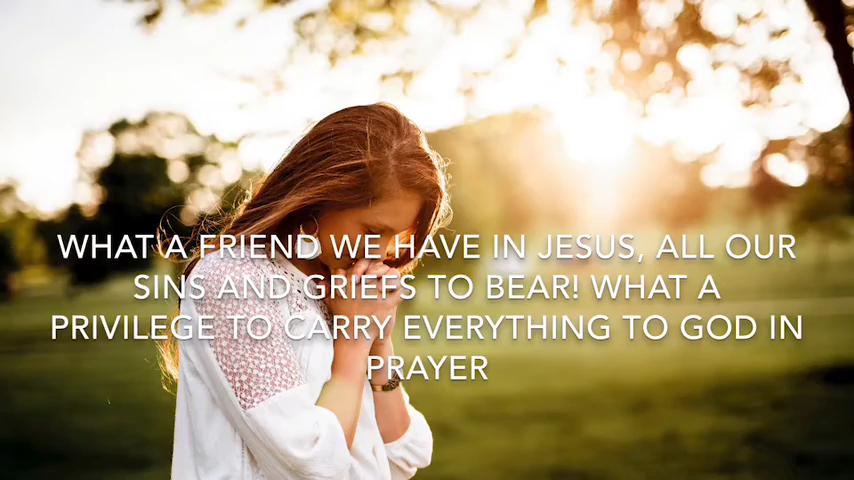 WHAT A FRIEND WE HAVE IN JESUS, ALL OUR
SINS AND GRIEFS TO BEAR! WHAT A
PRIVILEGE TO CARRY EVERYTHING TO GOD IN
PRAYER